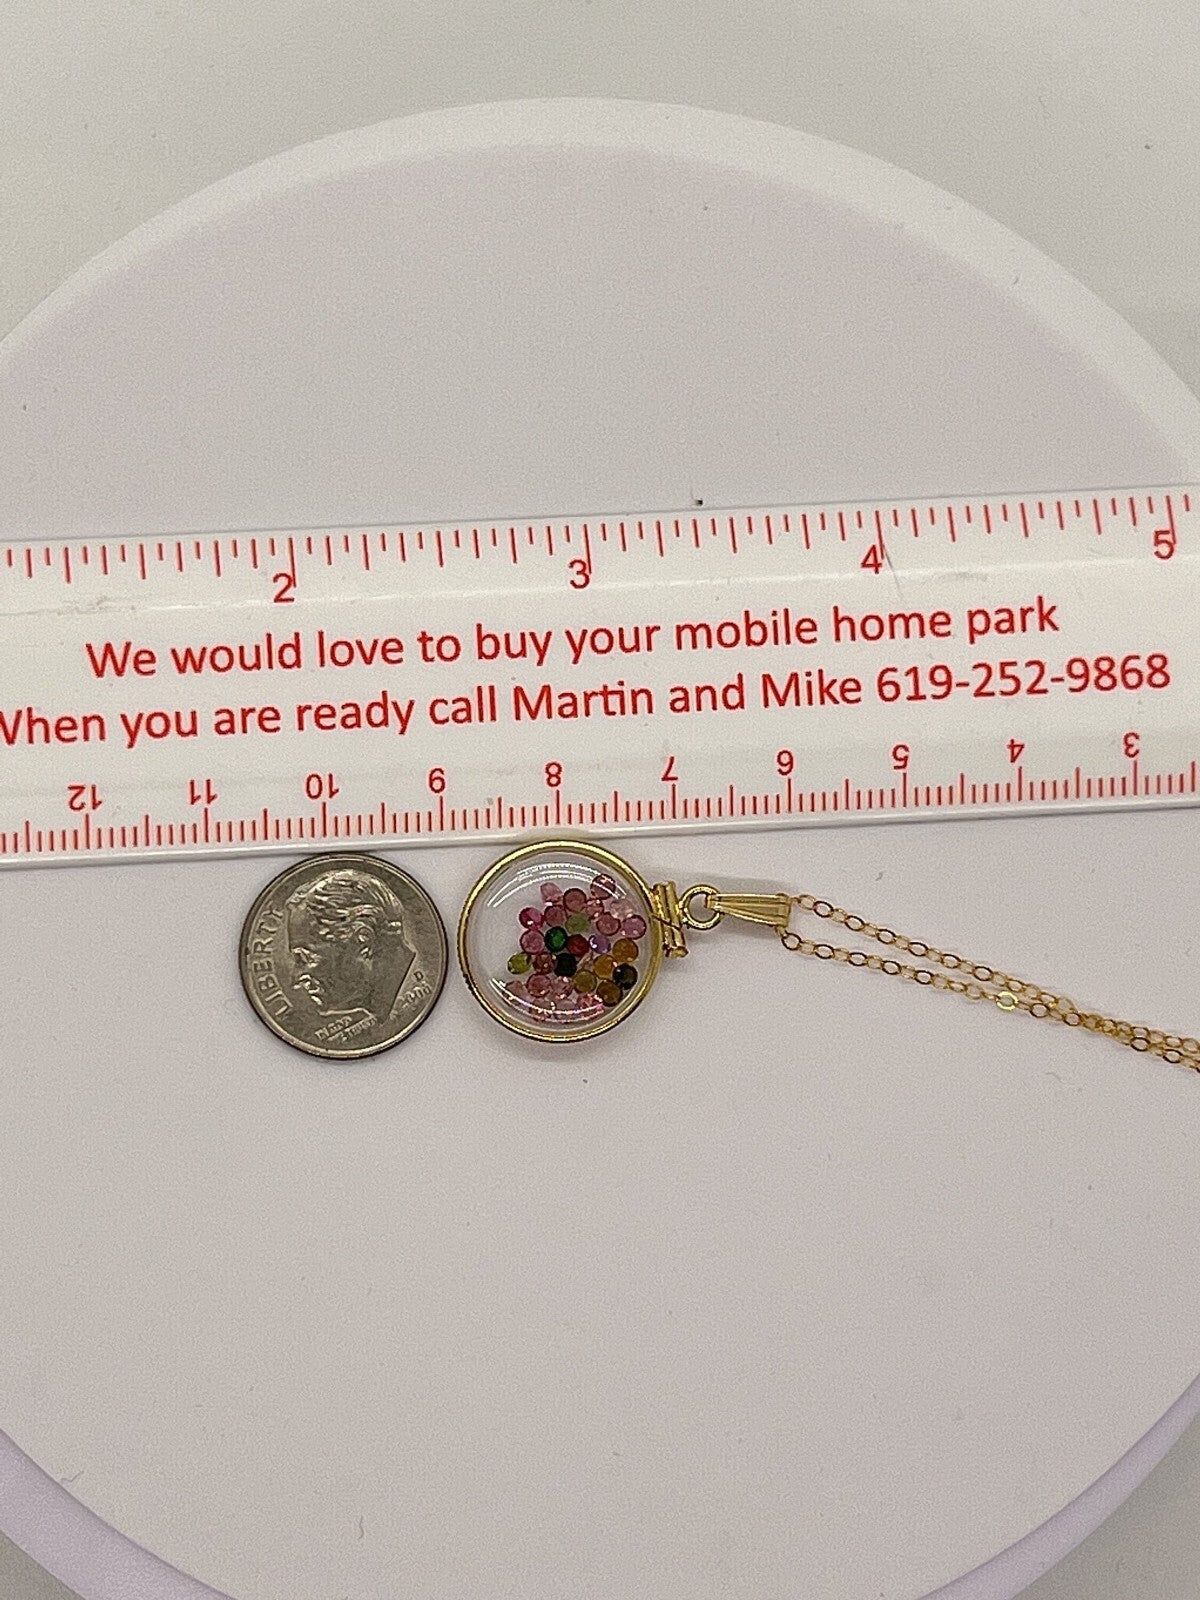 2 3 4 5
We would love to buy your mobile home park
When you are ready call Martin and Mike 619-252-9868
12 11 10 9 8 7 6 5 4 3
LIBERTY